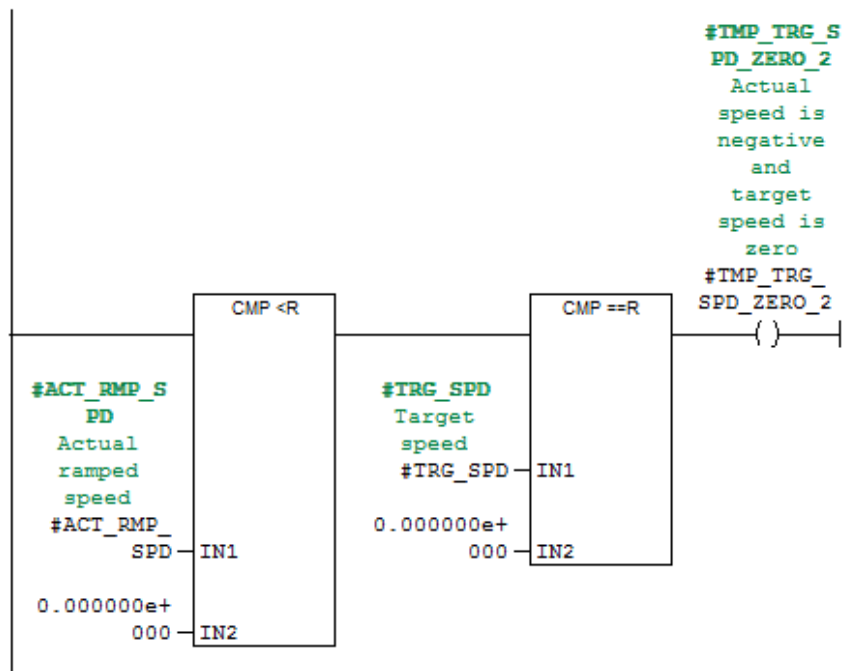 #TMP_TRG_S
PD_ZERO_2
Actual
speed is
negative
and
target
speed is
zero
#TMP_TRG_
SPD_ZERO_2
( )
CMP <R
CMP ==R
#ACT_RMP_S
PD
Actual
ramped
speed
#ACT_RMP_
SPD IN1
0.000000e+
000 IN2
#TRG_SPD
Target
speed
#TRG_SPD IN1
0.000000e+
000 IN2